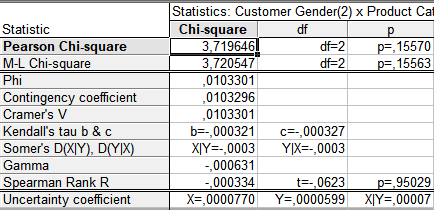 Statistics: Customer Gender(2) x Product Cat
Statistic Chi-square df p
Pearson Chi-square 3,719646 df=2 p=,15570
M-L Chi-square 3,720547 df=2 p=,15563
Phi ,0103301
Contingency coefficient ,0103296
Cramer's V ,0103301
Kendall's tau b & c b=-,000321 c=-,000327
Somer's D(X|Y), D(Y|X) X|Y=-,0003 Y|X=-,0003
Gamma -,000631
Spearman Rank R -,000334 t=-,0623 p=,95029
Uncertainty coefficient X=,0000770 Y=,0000599 X|Y=,00007